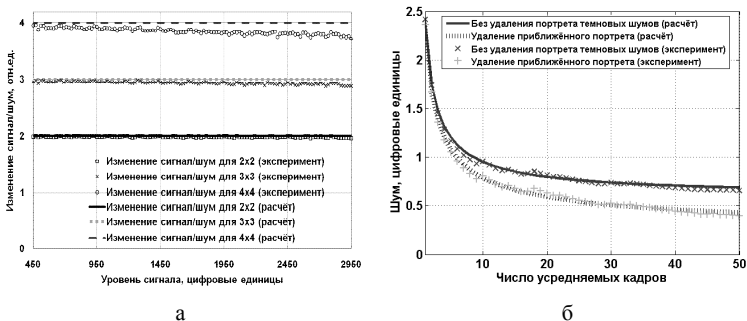 Изменение сигнал/шум, отн.ед.
4
3
2
1
0
Изменение сигнал/шум для 2x2 (эксперимент)
Изменение сигнал/шум для 3x3 (эксперимент)
Изменение сигнал/шум для 4x4 (эксперимент)
Изменение сигнал/шум для 2x2 (расчёт)
Изменение сигнал/шум для 3x3 (расчёт)
Изменение сигнал/шум для 4x4 (расчёт)
450 950 1450 1950 2450 2950
Уровень сигнала, цифровые единицы
а
Шум, цифровые единицы
2.5
2
1.5
1
0.5
0
Без удаления портрета темновых шумов (расчёт)
Удаление приближённого портрета (расчёт)
Без удаления портрета темновых шумов (эксперимент)
Удаление приближённого портрета (эксперимент)
10 20 30 40 50
Число усредняемых кадров
б